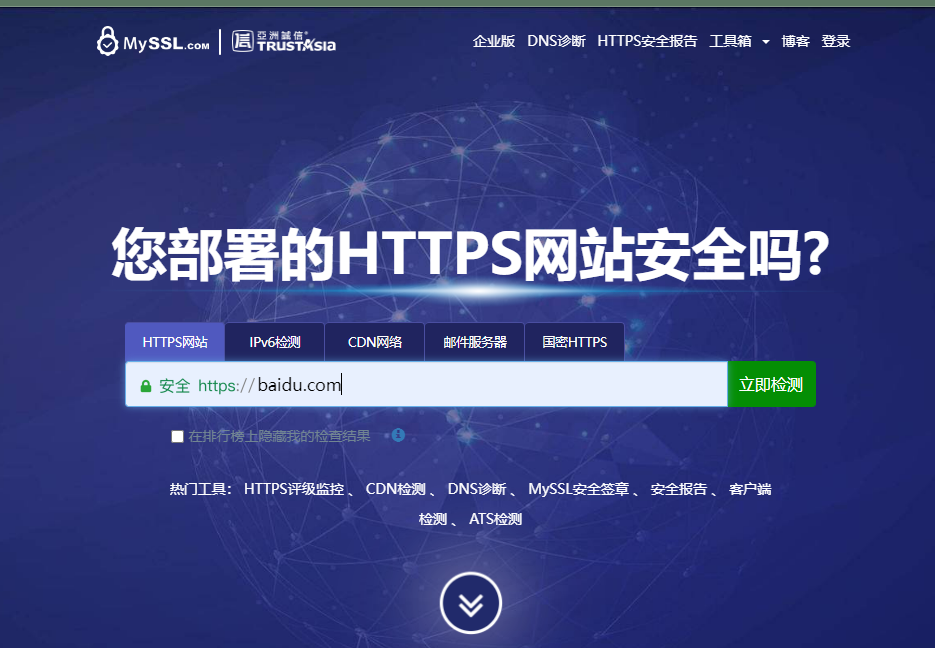 MySSL.COM 亞洲誠信 TRUSTASIA 企业版 DNS诊断 HTTPS安全报告 工具箱 博客 登录
您部署的HTTPS网站安全吗?
HTTPS网站 IPv6检测 CDN网络 邮件服务器 国密HTTPS
安全 https:// baidu.com 立即检测
在排行榜上隐藏我的检查结果
热门工具： HTTPS评级监控 、 CDN检测 、 DNS诊断 、 MySSL安全签章 、 安全报告 、 客户端
检测 、 ATS检测